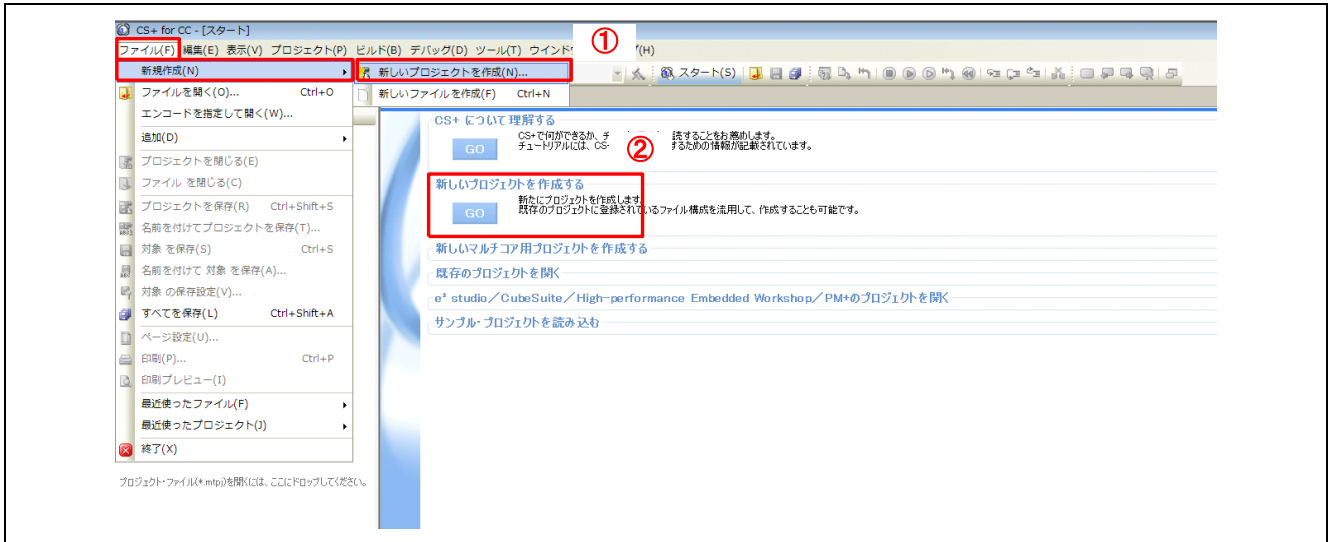 CS+ for CC - [スタート]
ファイル(F) 編集(E) 表示(V) プロジェクト(P) ビルド(B) デバッグ(D) ツール(T) ウインド (H)
①
新規作成(N)
新しいプロジェクトを作成(N)...
スタート(S)
ファイルを開く(O)... Ctrl+O
新しいファイルを作成(F) Ctrl+N
エンコードを指定して開く(W)...
追加(D)
プロジェクトを閉じる(E)
ファイル を閉じる(C)
プロジェクトを保存(R) Ctrl+Shift+S
名前を付けてプロジェクトを保存(T)...
対象 を保存(S) Ctrl+S
名前を付けて 対象 を保存(A)...
対象 の保存設定(V)...
すべてを保存(L) Ctrl+Shift+A
ページ設定(U)...
印刷(P)... Ctrl+P
印刷プレビュー(I)
最近使ったファイル(F)
最近使ったプロジェクト(J)
終了(X)
プロジェクト・ファイル(*.mtpj)を開くには、ここにドロップしてください。
CS+ について理解する
GO
CS+で何ができるか、チ 読することをお薦めします。
チュートリアルには、CS- するための情報が記載されています。
②
新しいプロジェクトを作成する
GO
新たにプロジェクトを作成します
既存のプロジェクトに登録されているファイル構成を流用して、作成することも可能です。
新しいマルチコア用プロジェクトを作成する
既存のプロジェクトを開く
e² studio／CubeSuite／High-performance Embedded Workshop／PM+のプロジェクトを開く
サンプル・プロジェクトを読み込む